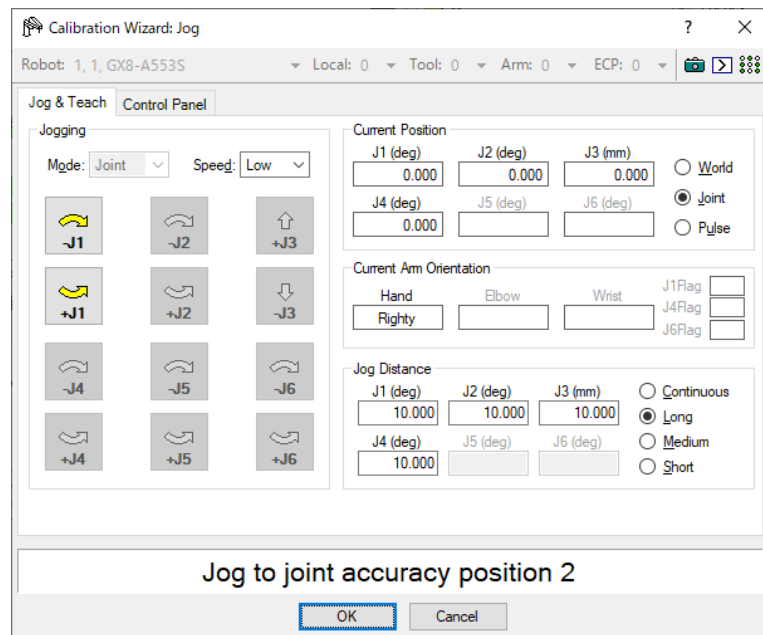 Calibration Wizard: Jog ?
Robot: 1, 1, GX8-A553S Local: 0 Tool: 0 Arm: 0 ECP: 0
Jog & Teach Control Panel
Jogging
Mode: Joint Speed: Low
-J1 -J2 +J3
+J1 +J2 -J3
-J4 -J5 -J6
+J4 +J5 +J6
Current Position
J1 (deg) J2 (deg) J3 (mm)
0.000 0.000 0.000
J4 (deg) J5 (deg) J6 (deg)
0.000
World
Joint
Pulse
Current Arm Orientation
Hand Elbow Wrist
Righty
J1Flag
J4Flag
J6Flag
Jog Distance
J1 (deg) J2 (deg) J3 (mm)
10.000 10.000 10.000
J4 (deg) J5 (deg) J6 (deg)
10.000
Continuous
Long
Medium
Short
Jog to joint accuracy position 2
OK Cancel